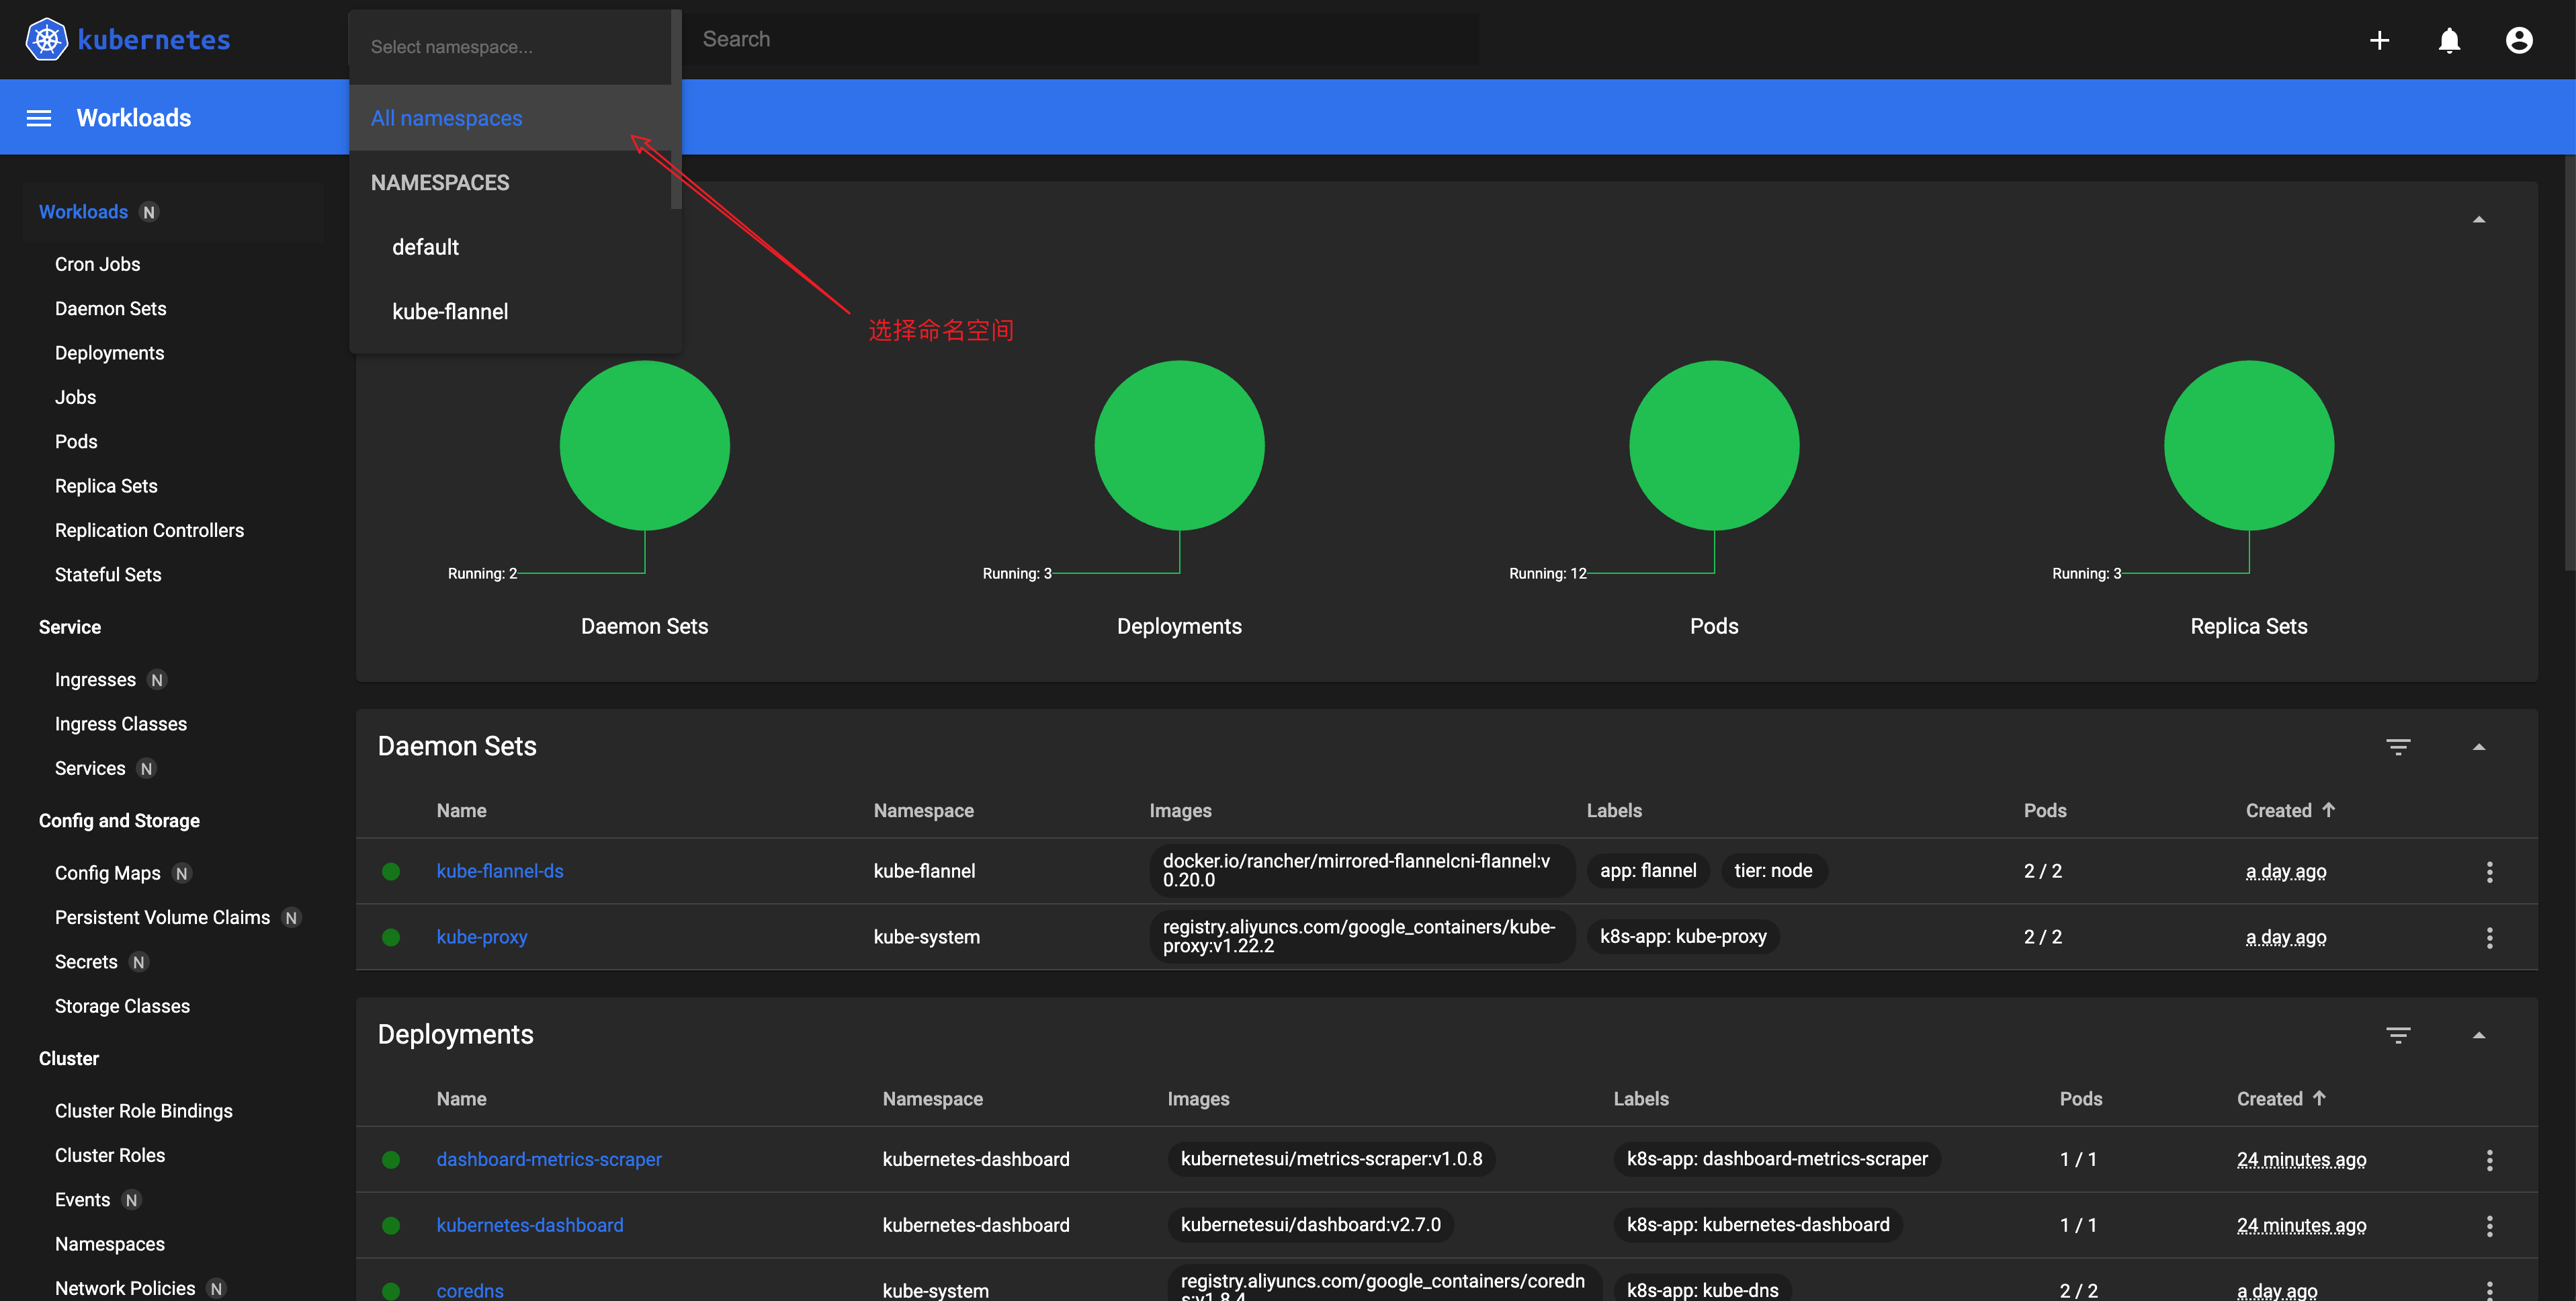 kubernetes
Select namespace...
Search
Workloads
All namespaces
NAMESPACES
default
kube-flannel
选择命名空间
Workloads N
Cron Jobs
Daemon Sets
Deployments
Jobs
Pods
Replica Sets
Replication Controllers
Stateful Sets
Service
Ingresses N
Ingress Classes
Services N
Config and Storage
Config Maps N
Persistent Volume Claims N
Secrets N
Storage Classes
Cluster
Cluster Role Bindings
Cluster Roles
Events N
Namespaces
Network Policies N
Running: 2
Running: 3
Running: 12
Running: 3
Daemon Sets
Deployments
Pods
Replica Sets
Daemon Sets
Name Namespace Images Labels Pods Created
kube-flannel-ds kube-flannel docker.io/rancher/mirrored-flannelcni-flannel:v app: flannel tier: node 2 / 2 a day ago
0.20.0
kube-proxy kube-system registry.aliyuncs.com/google_containers/kube- k8s-app: kube-proxy 2 / 2 a day ago
proxy:v1.22.2
Deployments
Name Namespace Images Labels Pods Created
dashboard-metrics-scraper kubernetes-dashboard kubernetesui/metrics-scraper:v1.0.8 k8s-app: dashboard-metrics-scraper 1 / 1 24 minutes ago
kubernetes-dashboard kubernetes-dashboard kubernetesui/dashboard:v2.7.0 k8s-app: kubernetes-dashboard 1 / 1 24 minutes ago
coredns kube-system registry.aliyuncs.com/google_containers/coredn k8s-app: kube-dns 2 / 2 a day ago
s:v1.8.4